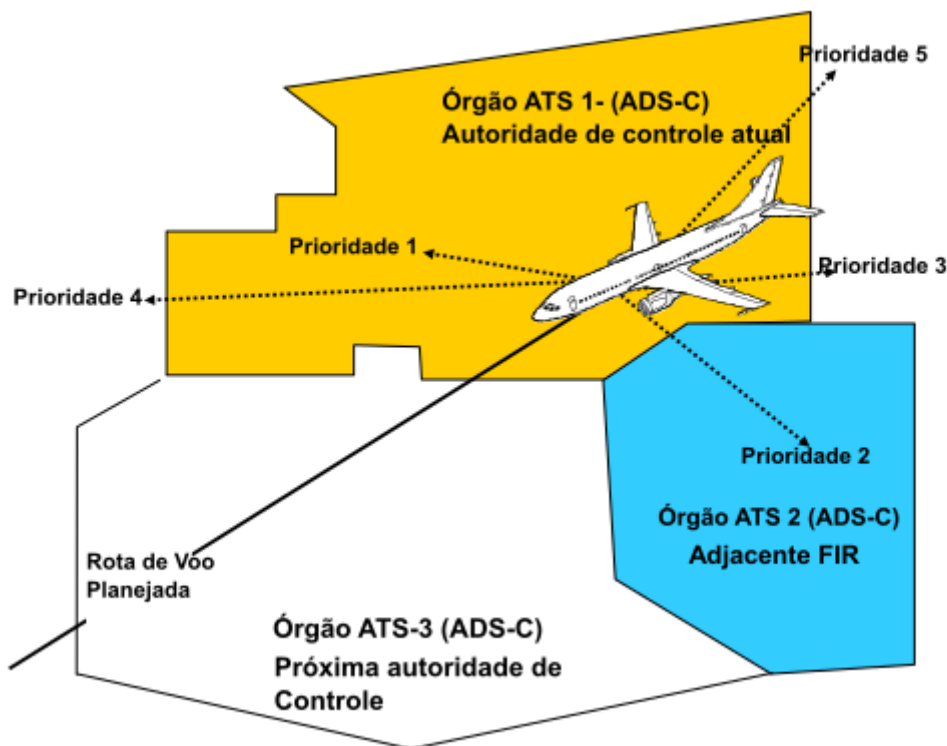 Prioridade 5
Órgão ATS 1- (ADS-C)
Autoridade de controle atual
Prioridade 1
Prioridade 3
Prioridade 4
Prioridade 2
Órgão ATS 2 (ADS-C)
Adjacente FIR
Rota de Vôo
Planejada
Órgão ATS-3 (ADS-C)
Próxima autoridade de
Controle